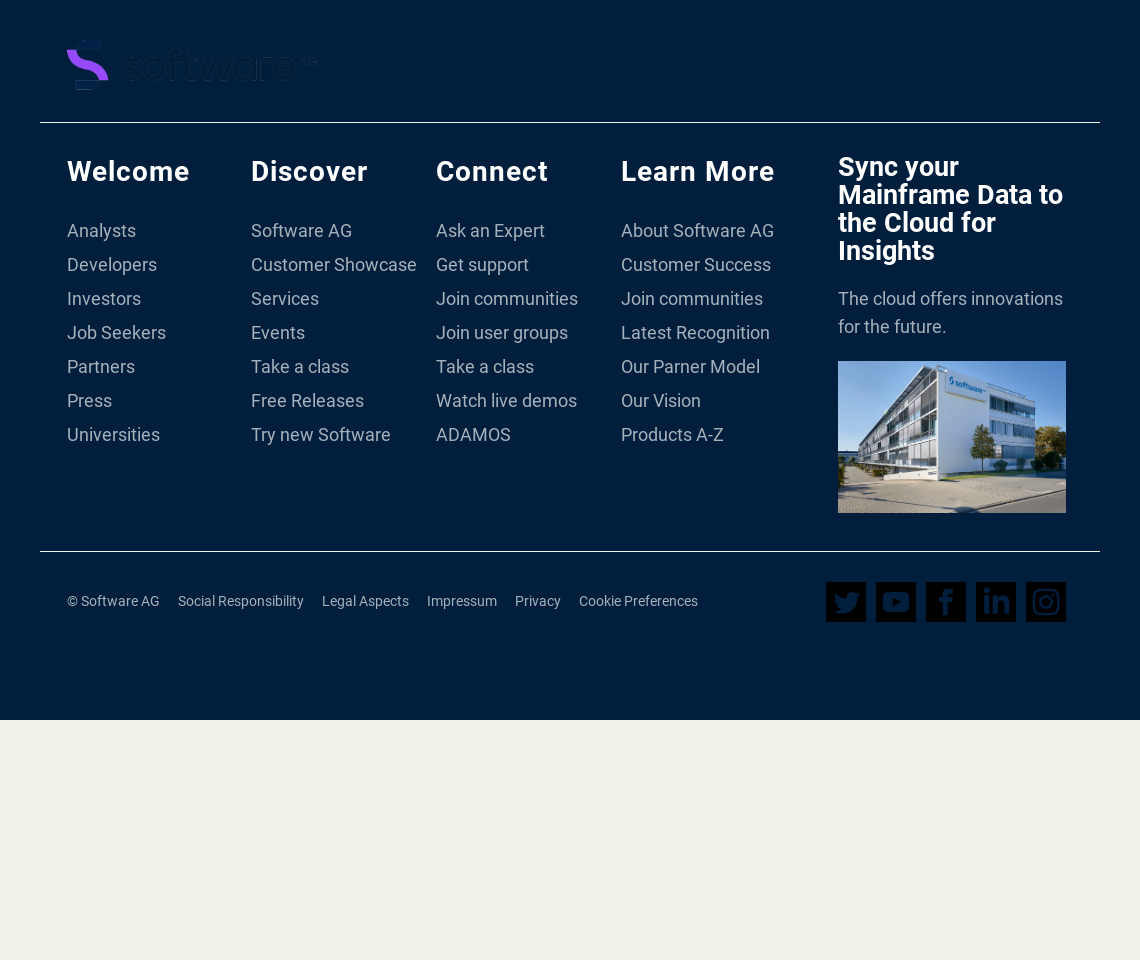 software AG
Welcome
Analysts
Developers
Investors
Job Seekers
Partners
Press
Universities
Discover
Software AG
Customer Showcase
Services
Events
Take a class
Free Releases
Try new Software
Connect
Ask an Expert
Get support
Join communities
Join user groups
Take a class
Watch live demos
ADAMOS
Learn More
About Software AG
Customer Success
Join communities
Latest Recognition
Our Parner Model
Our Vision
Products A-Z
Sync your
Mainframe Data to
the Cloud for
Insights
The cloud offers innovations
for the future.
software
© Software AG Social Responsibility Legal Aspects Impressum Privacy Cookie Preferences